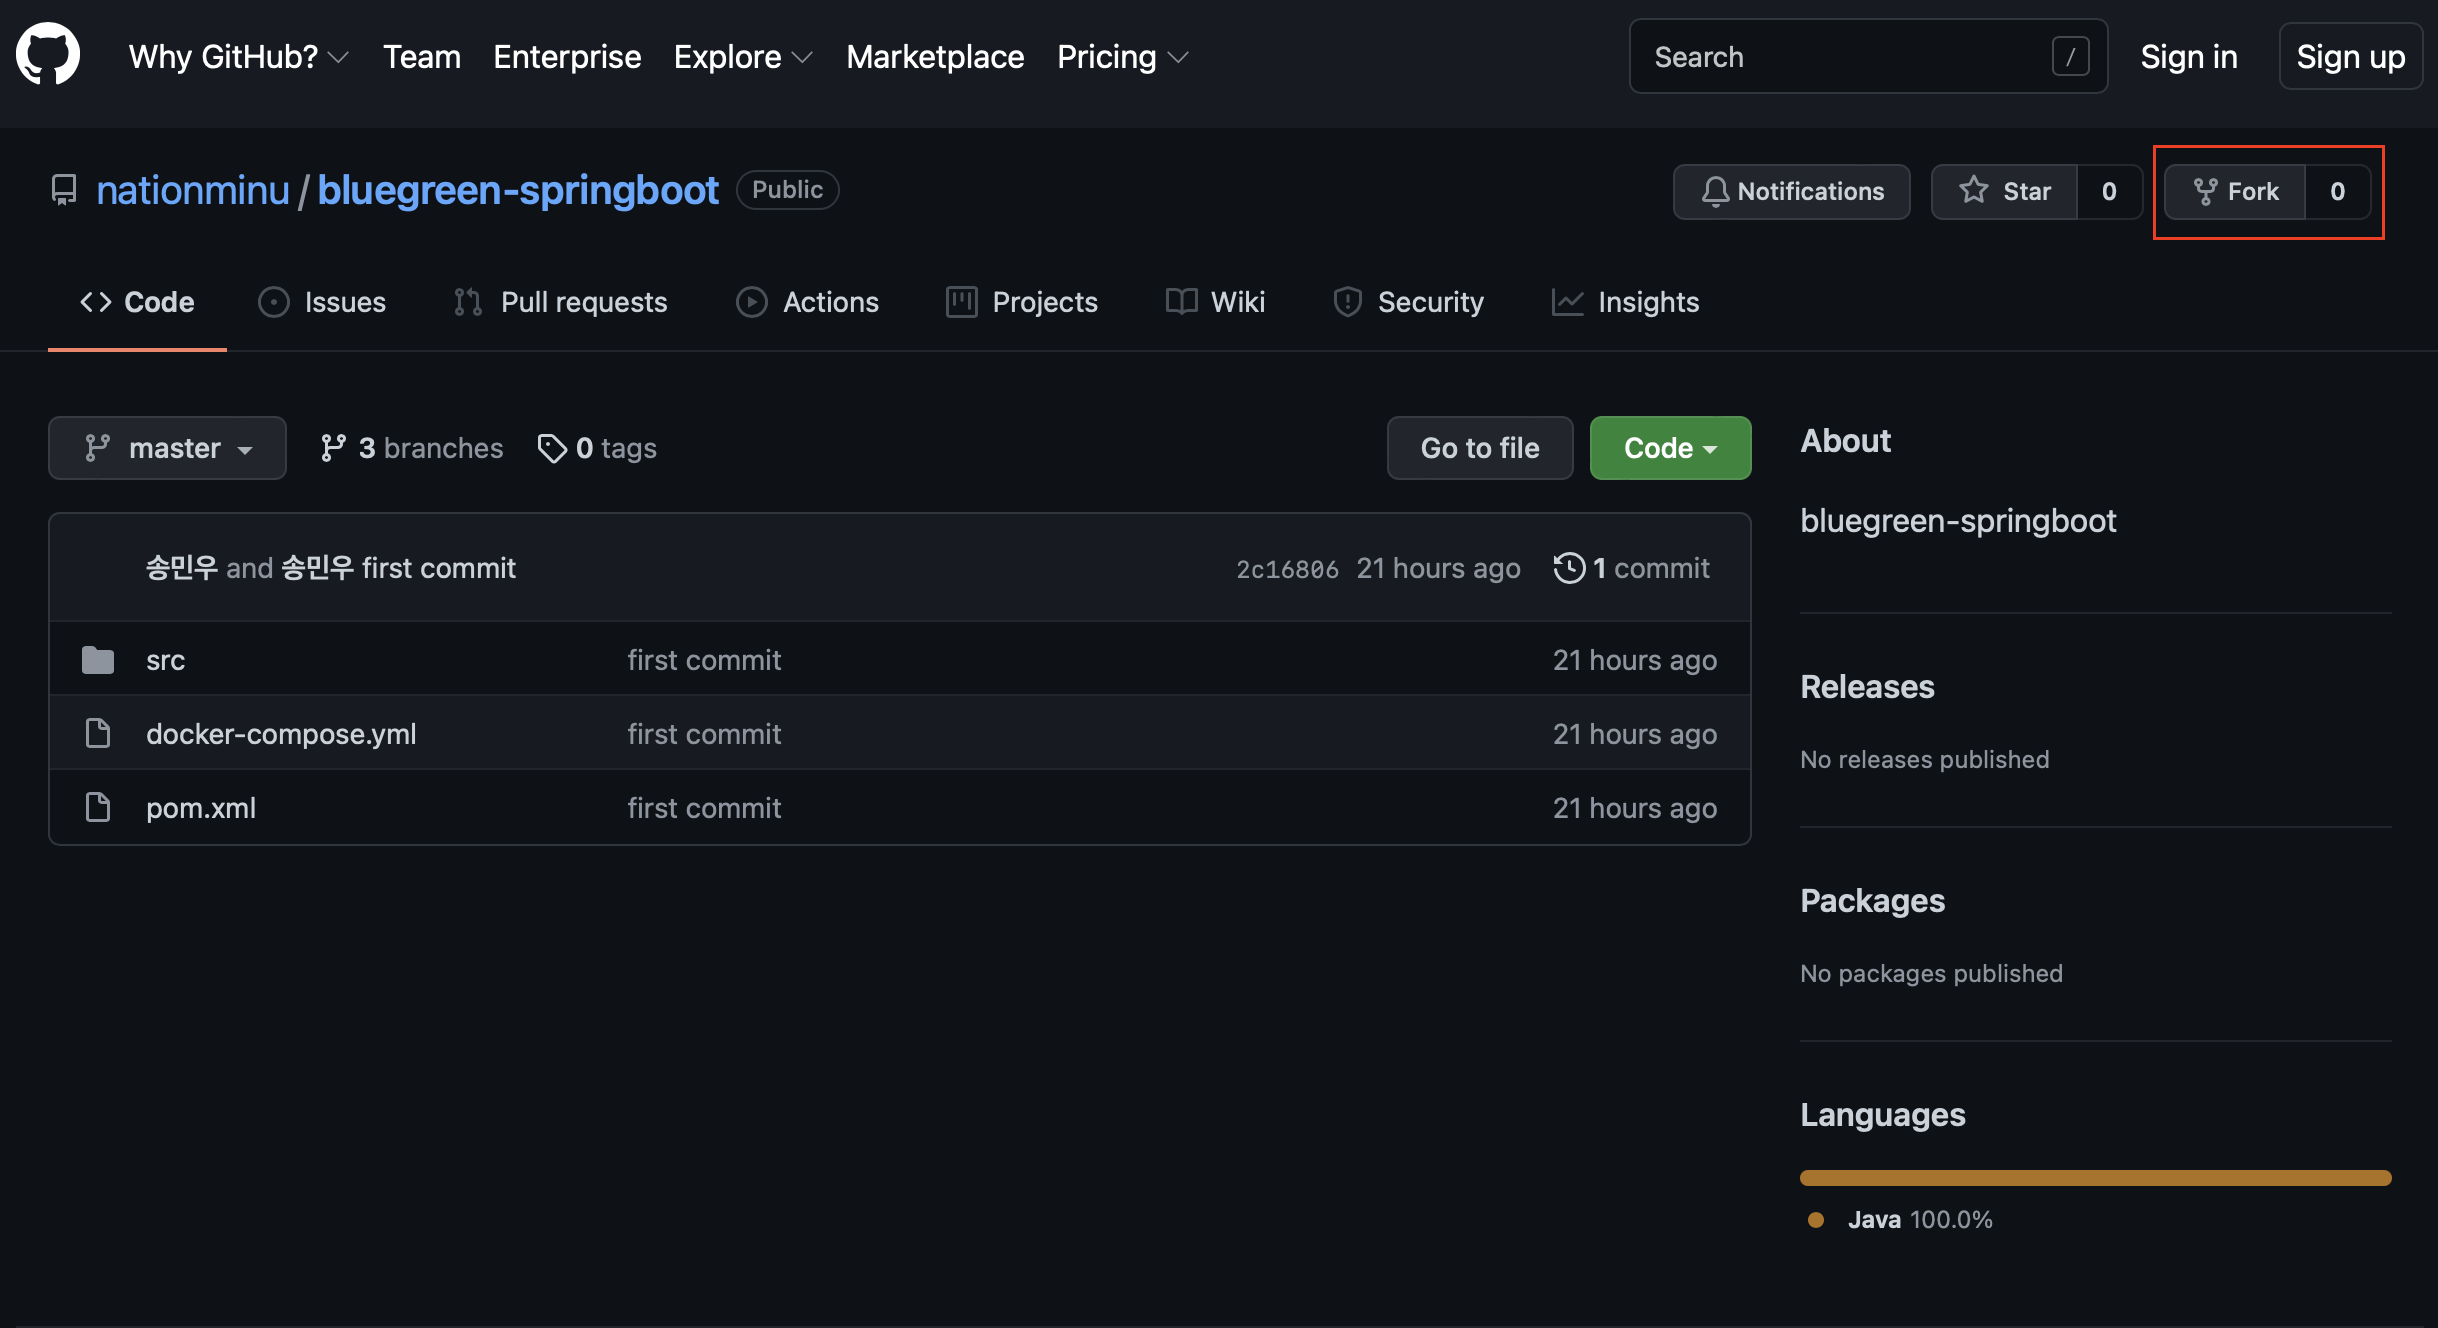 Why GitHub? Team Enterprise Explore Marketplace Pricing Search / Sign in Sign up
nationminu / bluegreen-springboot Public Notifications Star 0 Fork 0
Code Issues Pull requests Actions Projects Wiki Security Insights
master 3 branches 0 tags Go to file Code
송민우 and 송민우 first commit 2c16806 21 hours ago 1 commit
src first commit 21 hours ago
docker-compose.yml first commit 21 hours ago
pom.xml first commit 21 hours ago
About
bluegreen-springboot
Releases
No releases published
Packages
No packages published
Languages
Java 100.0%